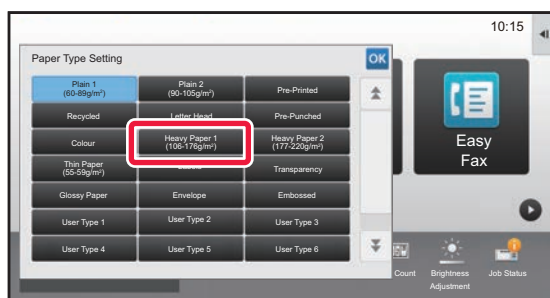 10:15
Paper Type Setting
OK
Plain 1
(60-89g/m²)
Plain 2
(90-105g/m²)
Pre-Printed
Recycled
Letter Head
Pre-Punched
Colour
Heavy Paper 1
(106-176g/m²)
Heavy Paper 2
(177-220g/m²)
Thin Paper
(55-59g/m²)
Transparency
Glossy Paper
Envelope
Embossed
User Type 1
User Type 2
User Type 3
User Type 4
User Type 5
User Type 6
Easy
Fax
Count
Brightness
Adjustment
Job Status